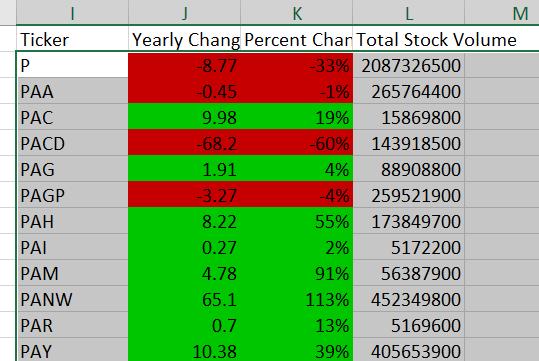 I J K L M
Ticker Yearly Chang Percent Chan Total Stock Volume
P -8.77 -33% 2087326500
PAA -0.45 -1% 265764400
PAC 9.98 19% 15869800
PACD -68.2 -60% 143918500
PAG 1.91 4% 88908800
PAGP -3.27 -4% 259521900
PAH 8.22 55% 173849700
PAI 0.27 2% 5172200
PAM 4.78 91% 56387900
PANW 65.1 113% 452349800
PAR 0.7 13% 5169600
PAY 10.38 39% 405653900